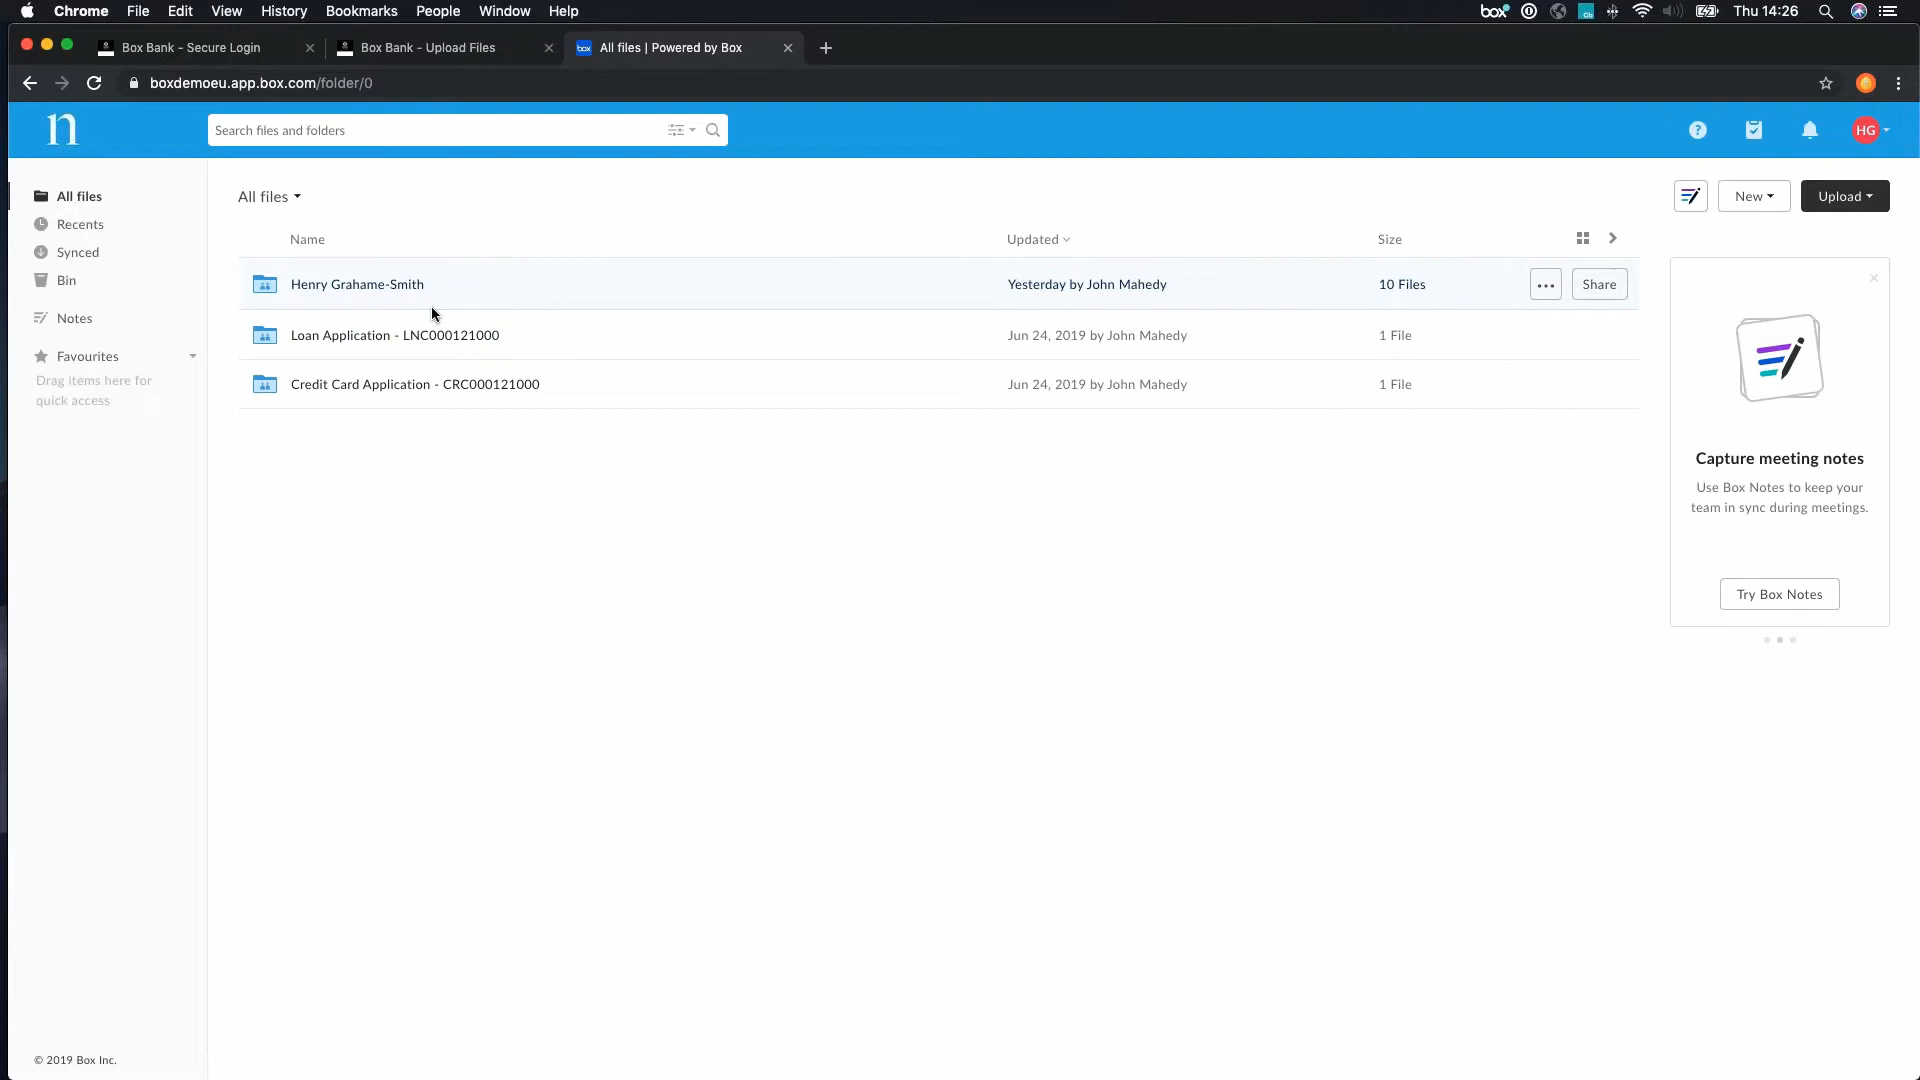 Chrome File Edit View History Bookmarks People Window Help box Thu 14:26
Box Bank - Secure Login Box Bank - Upload Files box All files | Powered by Box
boxdemoeu.app.box.com/folder/0
n Search files and folders ? HG
All files
Recents
Synced
Bin
Notes
Favourites
Drag items here for
quick access
All files New Upload
Name Updated Size
Henry Grahame-Smith Yesterday by John Mahedy 10 Files ... Share
Loan Application - LNC000121000 Jun 24, 2019 by John Mahedy 1 File
Credit Card Application - CRC000121000 Jun 24, 2019 by John Mahedy 1 File
Capture meeting notes
Use Box Notes to keep your
team in sync during meetings.
Try Box Notes
© 2019 Box Inc.